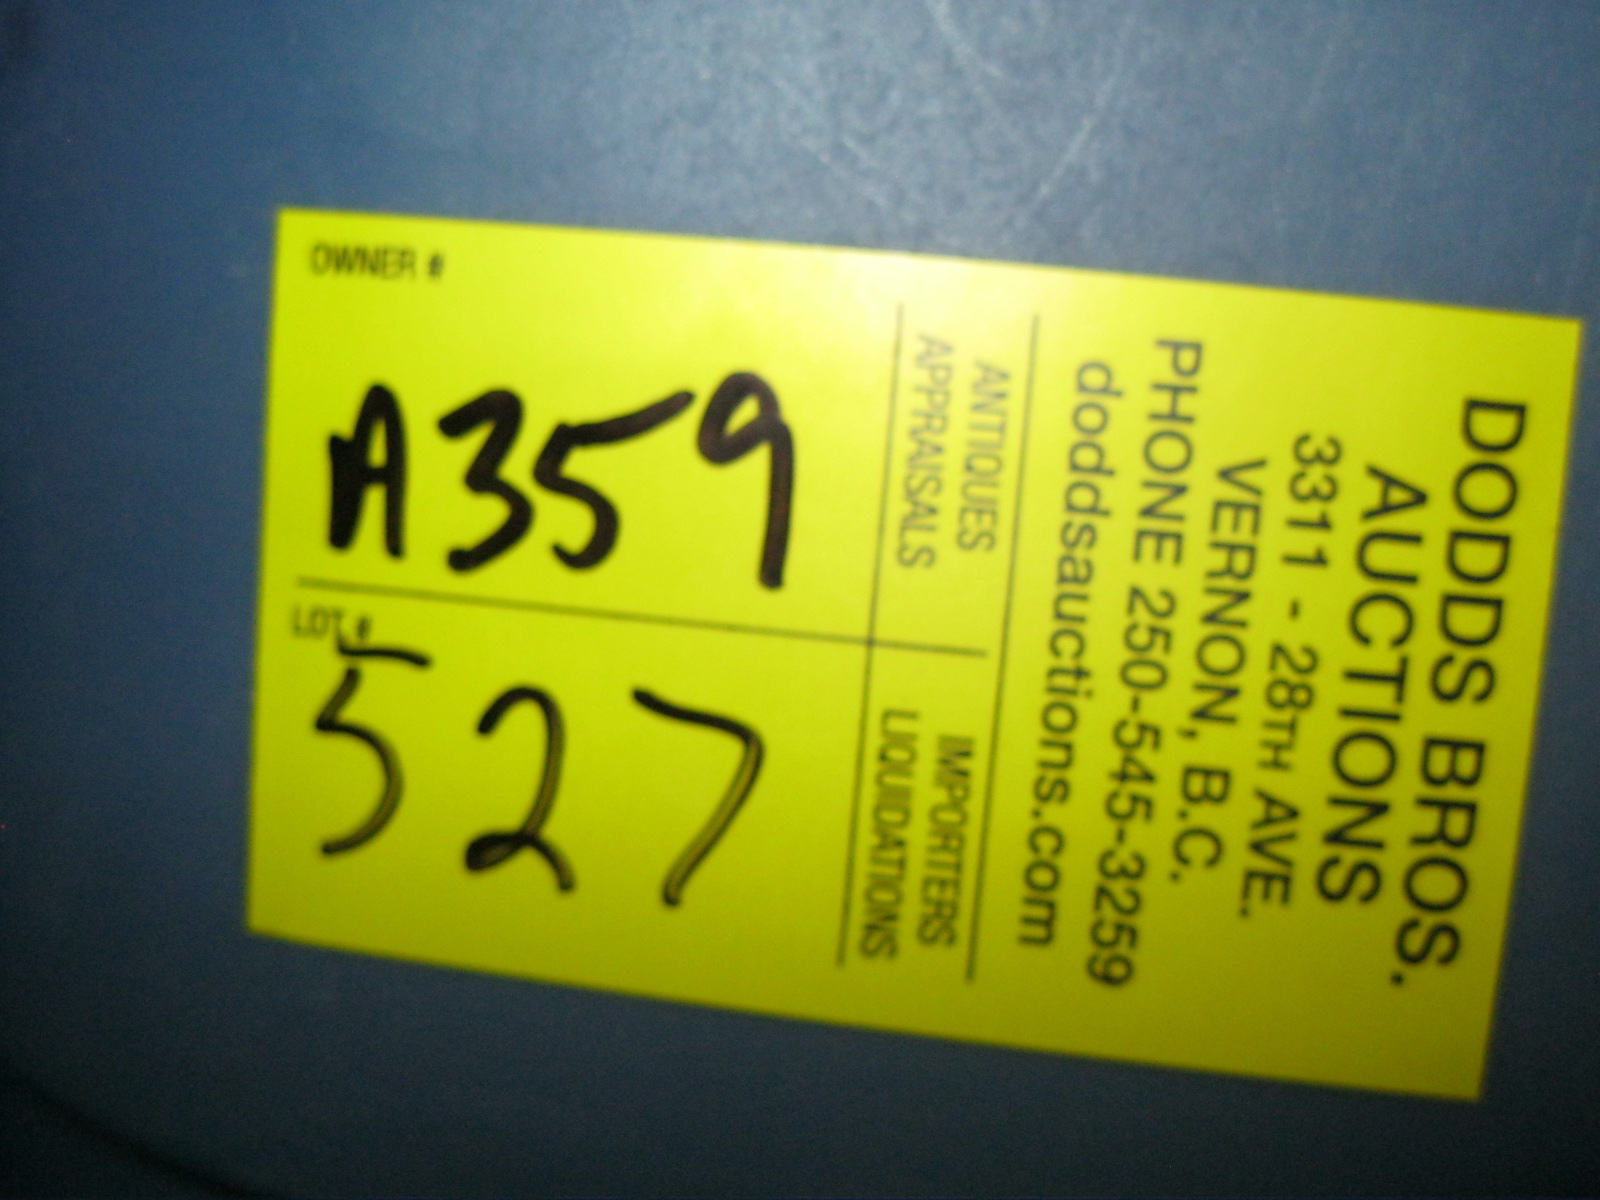 DODDS BROS.
AUCTIONS
3311 - 28TH AVE.
VERNON, B.C.
PHONE 250-545-3259
doddsauctions.com
ANTIQUES
APPRAISALS
IMPORTERS
LIQUIDATIONS
OWNER #
A359
LOT #
527